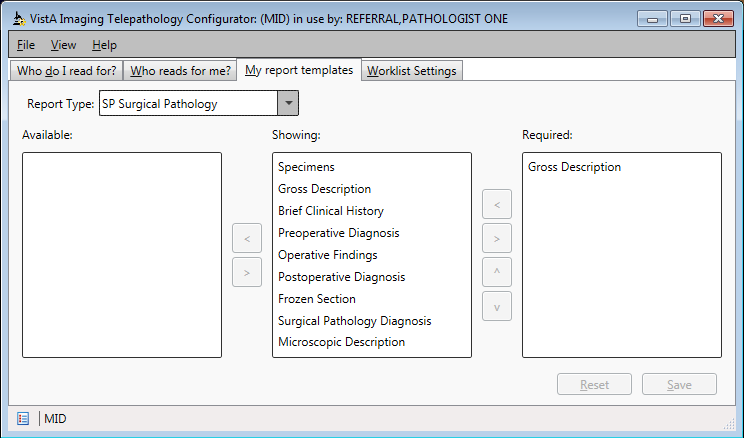 VistA Imaging Telepathology Configurator: (MID) in use by: REFERRAL,PATHOLOGIST ONE
File View Help
Who do I read for? Who reads for me? My report templates Worklist Settings
Report Type: SP Surgical Pathology
Available: Showing: Required:
Specimens Gross Description
Gross Description
Brief Clinical History
<
Preoperative Diagnosis
< >
Operative Findings
> ^
Postoperative Diagnosis
Frozen Section
v
Surgical Pathology Diagnosis
Microscopic Description
Reset Save
MID